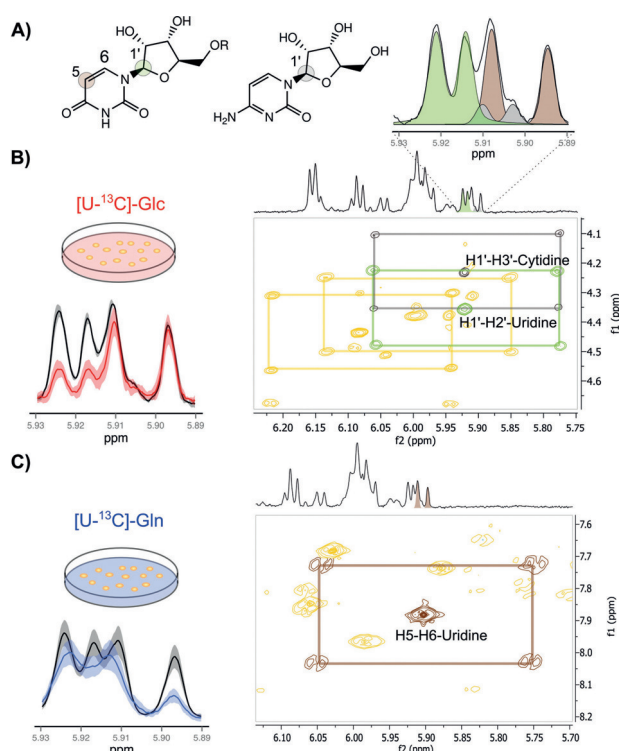 A)
HO OH
OR
1'
6
5
N
O
O N O
H
NH
HO OH
OH
1'
N O
H₂N N O
5.93 5.92 5.91 5.90 5.89
ppm
B)
[U-¹³C]-Glc
5.93 5.92 5.91 5.90 5.89
ppm
H1'-H3'-Cytidine
H1'-H2'-Uridine
4.1
4.2
4.3
4.4
4.5
4.6
f1 (ppm)
6.20 6.15 6.10 6.05 6.00 5.95 5.90 5.85 5.80 5.75
f2 (ppm)
C)
[U-¹³C]-Gln
5.93 5.92 5.91 5.90 5.89
ppm
H5-H6-Uridine
7.6
7.7
7.8
7.9
8.0
8.1
8.2
f1 (ppm)
6.10 6.05 6.00 5.95 5.90 5.85 5.80 5.75 5.70
f2 (ppm)